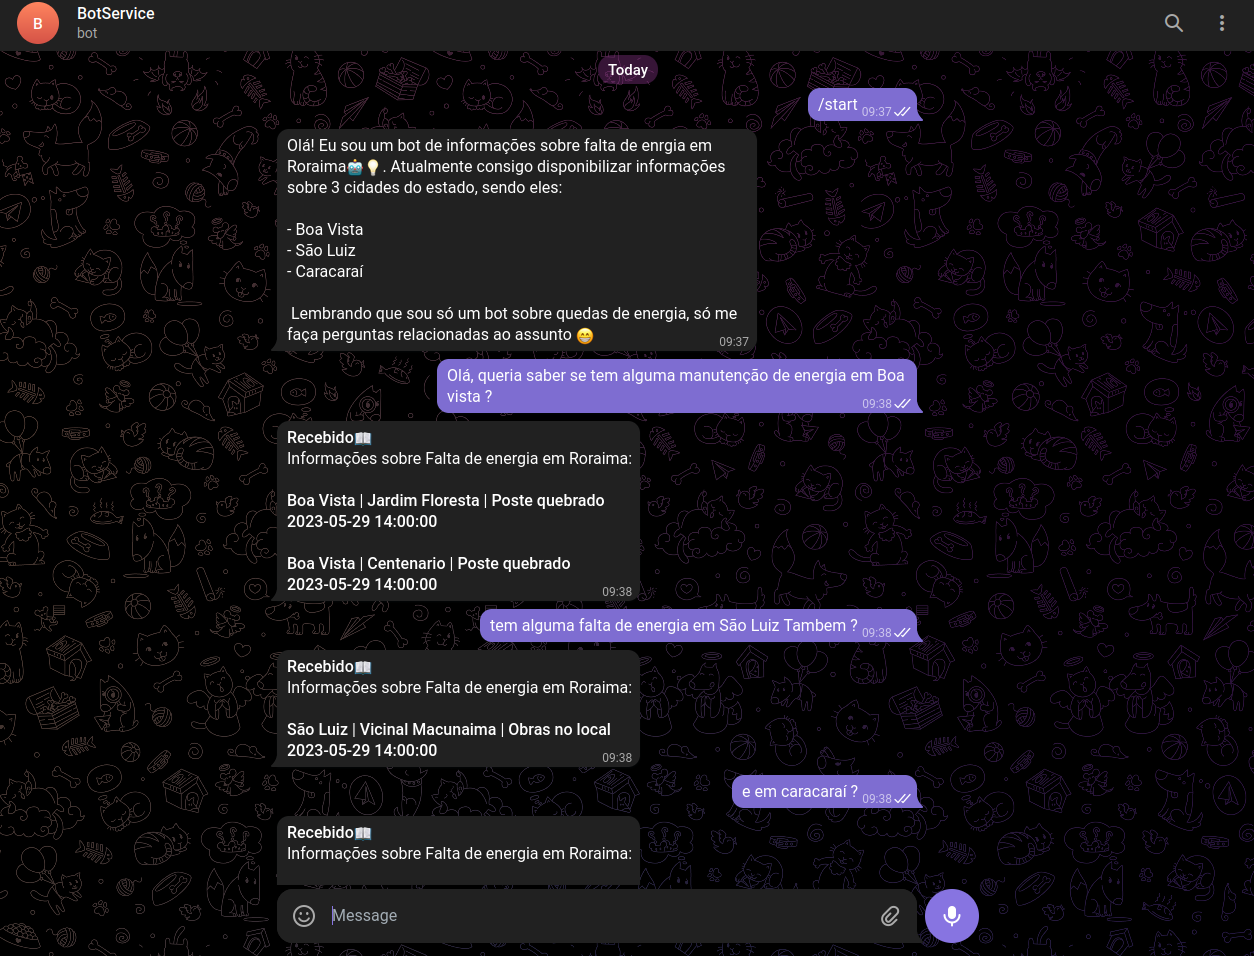 B
BotService
bot
Today
/start 09:37
Olá! Eu sou um bot de informações sobre falta de enrgia em
Roraima🤖💡. Atualmente consigo disponibilizar informações
sobre 3 cidades do estado, sendo eles:
- Boa Vista
- São Luiz
- Caracaraí
Lembrando que sou só um bot sobre quedas de energia, só me
faça perguntas relacionadas ao assunto 😁
09:37
Olá, queria saber se tem alguma manutenção de energia em Boa
vista ?
09:38
Recebido📖
Informações sobre Falta de energia em Roraima:
Boa Vista | Jardim Floresta | Poste quebrado
2023-05-29 14:00:00
Boa Vista | Centenario | Poste quebrado
2023-05-29 14:00:00
09:38
tem alguma falta de energia em São Luiz Tambem ? 09:38
Recebido📖
Informações sobre Falta de energia em Roraima:
São Luiz | Vicinal Macunaima | Obras no local
2023-05-29 14:00:00
09:38
e em caracaraí ? 09:38
Recebido📖
Informações sobre Falta de energia em Roraima:
Message